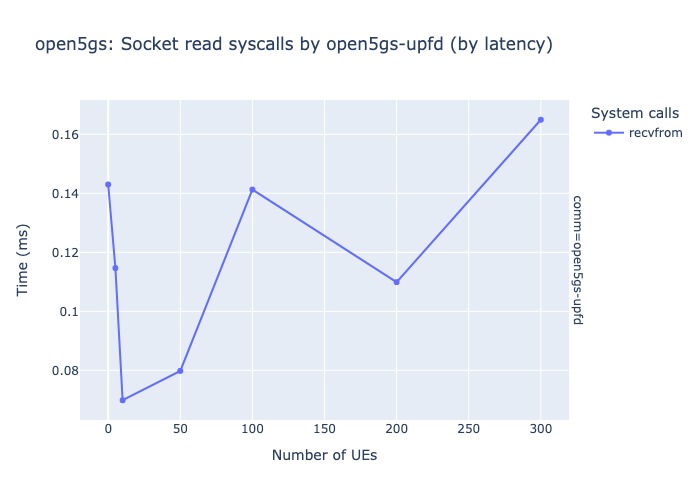 open5gs: Socket read syscalls by open5gs-upfd (by latency)
System calls
recvfrom
0.16
0.14
0.12
0.1
0.08
Time (ms)
comm=open5gs-upfd
0 50 100 150 200 250 300
Number of UEs